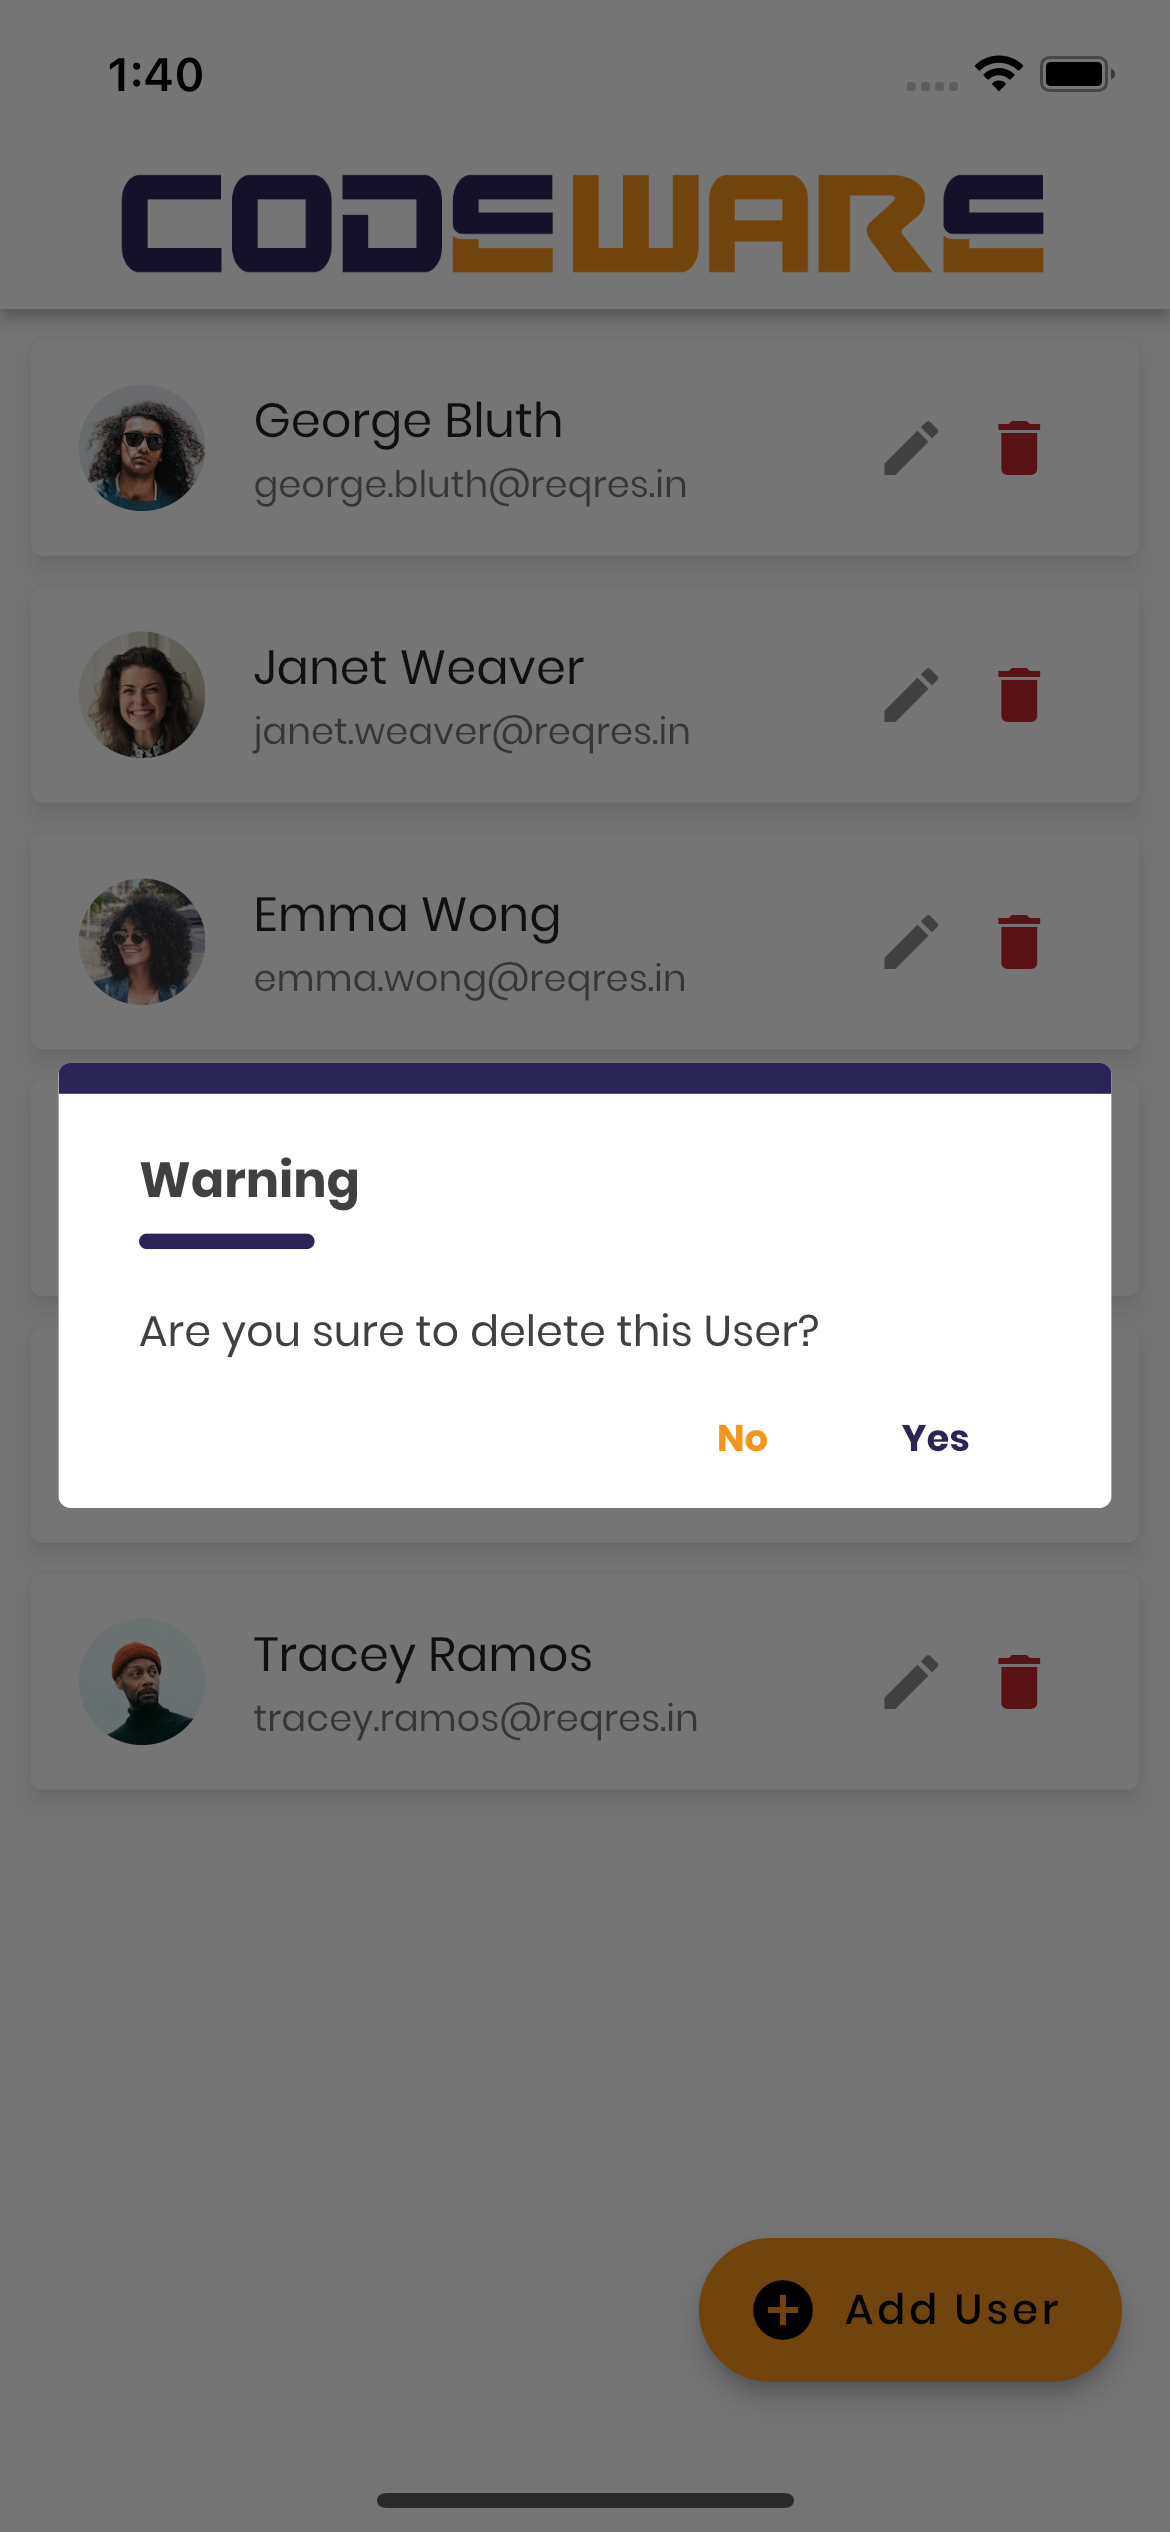 1:40
CODEWARE
George Bluth
george.bluth@reqres.in
Janet Weaver
janet.weaver@reqres.in
Emma Wong
emma.wong@reqres.in
Warning
Are you sure to delete this User?
No Yes
Tracey Ramos
tracey.ramos@reqres.in
Add User